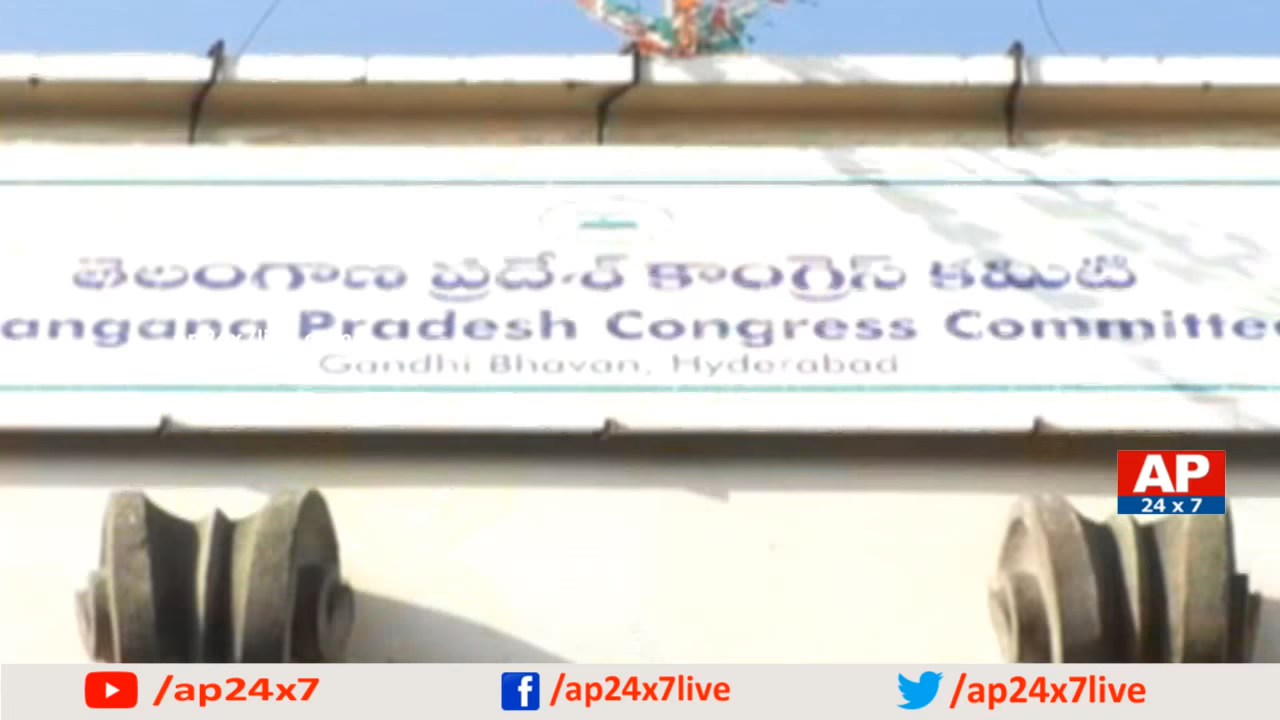 తెలంగాణ ప్రదేశ్ కాంగ్రెస్ కమిటి
angana Pradesh Congress Committe
Gandhi Bhavan, Hyderabad
AP
24 x 7
/ap24x7
/ap24x7live
/ap24x7live